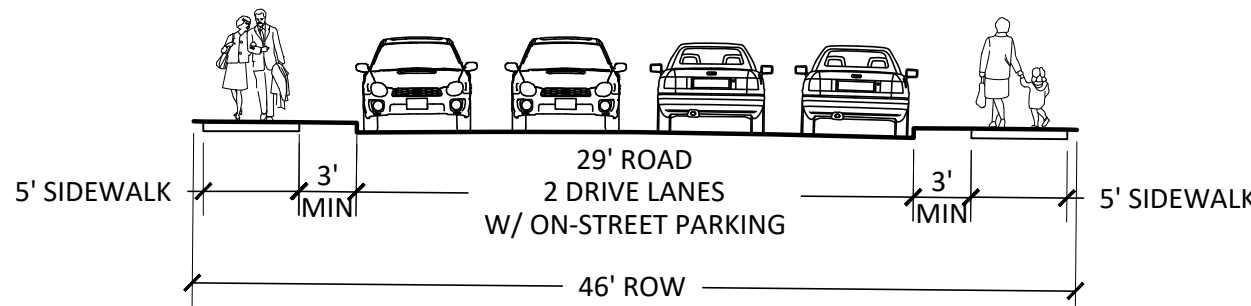 5' SIDEWALK
3'
MIN
29' ROAD
2 DRIVE LANES
W/ ON-STREET PARKING
3'
MIN
5' SIDEWALK
46' ROW